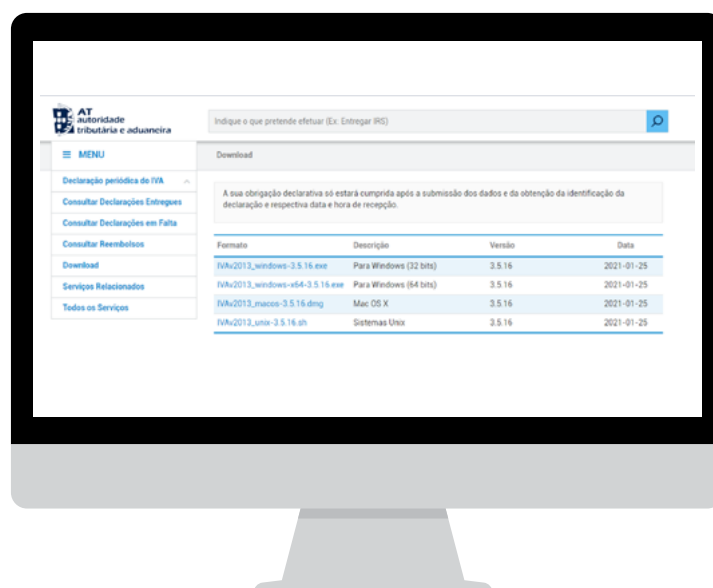 AT
autoridade
tributária e aduaneira
Indique o que pretende efetuar (Ex. Entregar IRS)
MENU
Download
Declaração periódica do IVA
Consultar Declarações Entregues
Consultar Declarações em Falta
Consultar Reembolsos
Download
Serviços Relacionados
Todos os Serviços
A sua obrigação declarativa só estará cumprida após a submissão dos dados e da obtenção da identificação da
declaração e respectiva data e hora de recepção.
Formato Descrição Versão Data
IVAv2013_windows-3.5.16.exe Para Windows (32 bits) 3.5.16 2021-01-25
IVAv2013_windows-x64-3.5.16.exe Para Windows (64 bits) 3.5.16 2021-01-25
IVAv2013_macos-3.5.16.dmg Mac OS X 3.5.16 2021-01-25
IVAv2013_unix-3.5.16.sh Sistemas Unix 3.5.16 2021-01-25